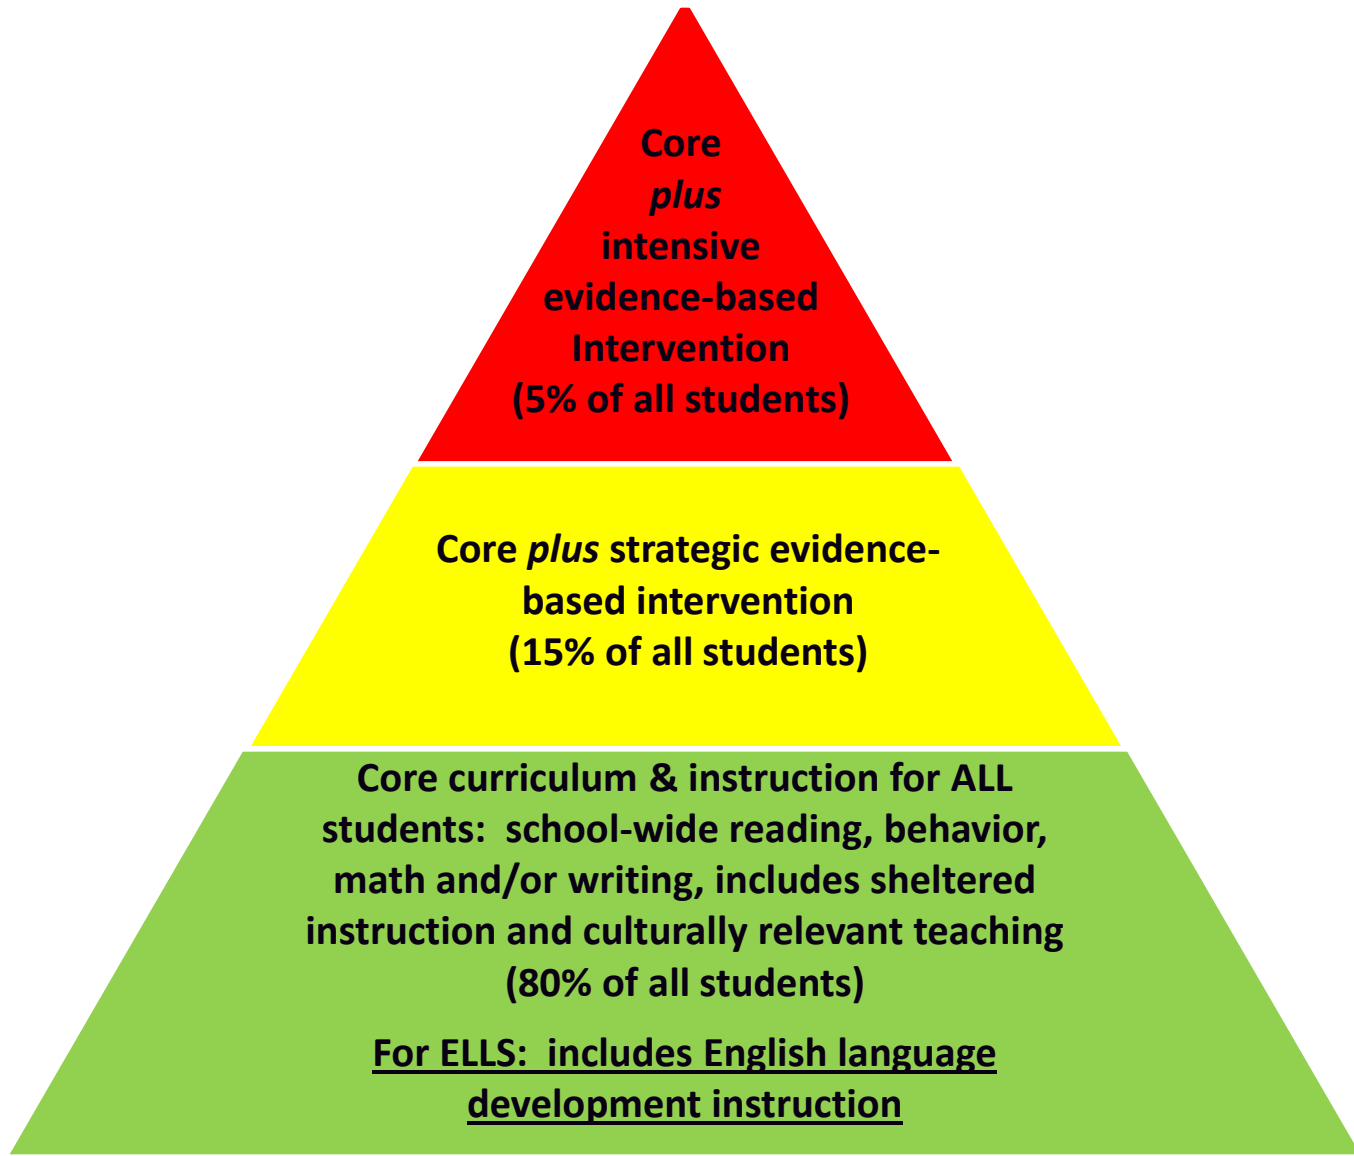 Core
plus
intensive
evidence-based
Intervention
(5% of all students)
Core plus strategic evidence-
based intervention
(15% of all students)
Core curriculum & instruction for ALL
students:  school-wide reading, behavior,
math and/or writing, includes sheltered
instruction and culturally relevant teaching
(80% of all students)
For ELLS:  includes English language
development instruction